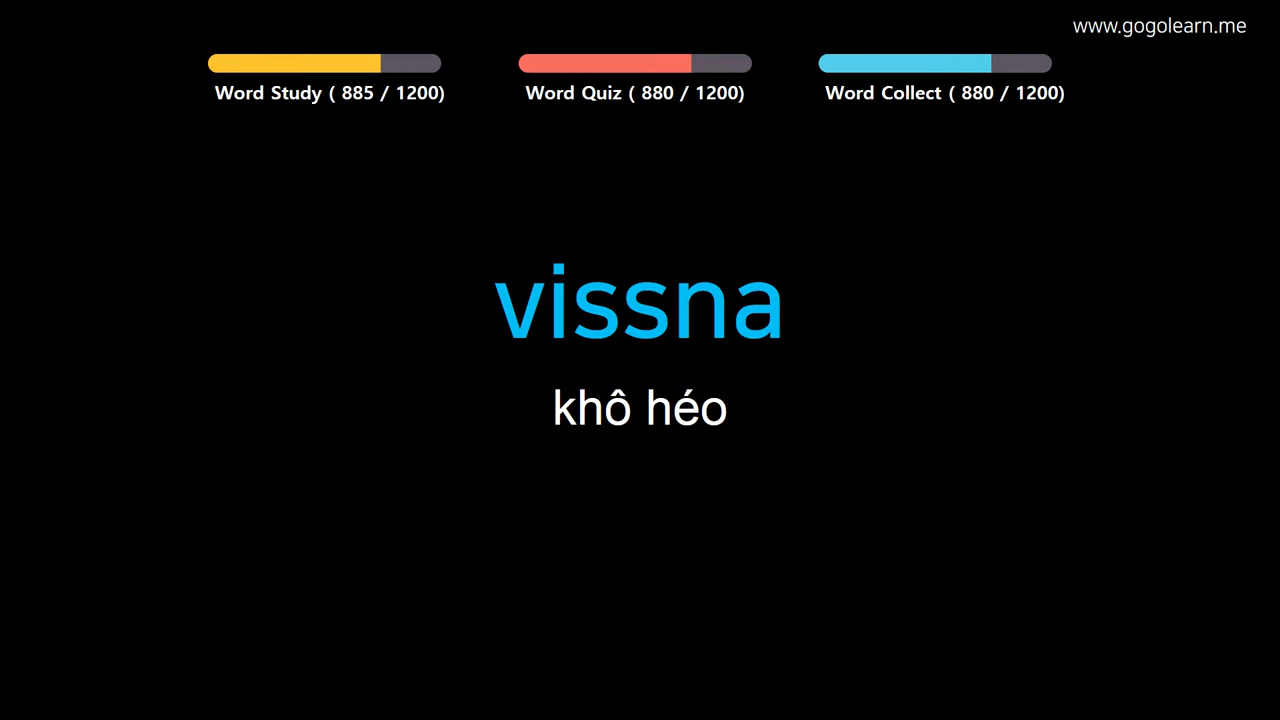 www.gogolearn.me
Word Study ( 885 / 1200)
Word Quiz ( 880 / 1200)
Word Collect ( 880 / 1200)
vissna
khô héo